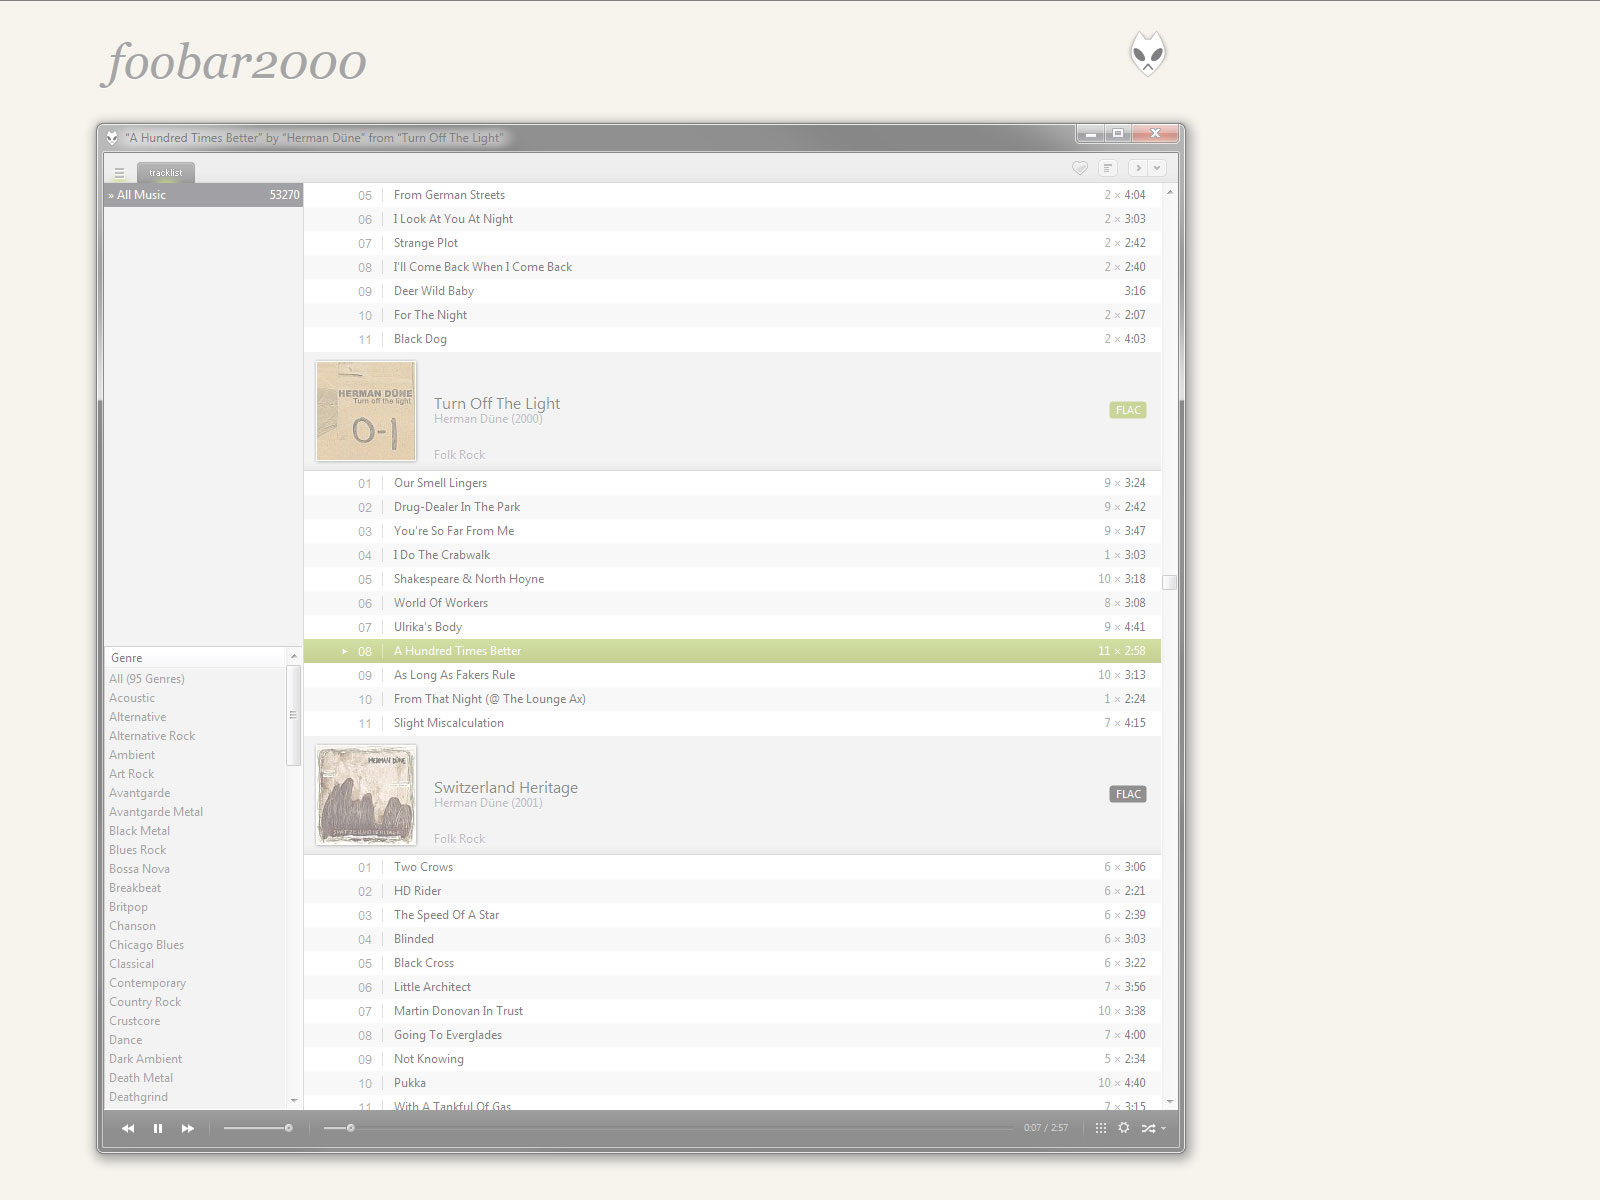 foobar2000
"A Hundred Times Better" by "Herman Düne" from "Turn Off The Light"
tracklist
» All Music 53270
05 From German Streets 2 × 4:04
06 I Look At You At Night 2 × 3:03
07 Strange Plot 2 × 2:42
08 I'll Come Back When I Come Back 2 × 2:40
09 Deer Wild Baby 3:16
10 For The Night 2 × 2:07
11 Black Dog 2 × 4:03
HERMAN DÜNE
Turn off the light
0-1
Turn Off The Light
Herman Düne (2000)
FLAC
Folk Rock
01 Our Smell Lingers 9 × 3:24
02 Drug-Dealer In The Park 9 × 2:42
03 You're So Far From Me 9 × 3:47
04 I Do The Crabwalk 1 × 3:03
05 Shakespeare & North Hoyne 10 × 3:18
06 World Of Workers 8 × 3:08
07 Ulrika's Body 9 × 4:41
08 A Hundred Times Better 11 × 2:58
09 As Long As Fakers Rule 10 × 3:13
10 From That Night (@ The Lounge Ax) 1 × 2:24
11 Slight Miscalculation 7 × 4:15
HERMAN DÜNE
SWITZERLAND HERITAGE
Switzerland Heritage
Herman Düne (2001)
FLAC
Folk Rock
01 Two Crows 6 × 3:06
02 HD Rider 6 × 2:21
03 The Speed Of A Star 6 × 2:39
04 Blinded 6 × 3:03
05 Black Cross 6 × 3:22
06 Little Architect 7 × 3:56
07 Martin Donovan In Trust 10 × 3:38
08 Going To Everglades 7 × 4:00
09 Not Knowing 5 × 2:34
10 Pukka 10 × 4:40
11 With A Tankful Of Gas 7 × 3:15
Genre
All (95 Genres)
Acoustic
Alternative
Alternative Rock
Ambient
Art Rock
Avantgarde
Avantgarde Metal
Black Metal
Blues Rock
Bossa Nova
Breakbeat
Britpop
Chanson
Chicago Blues
Classical
Contemporary
Country Rock
Crustcore
Dance
Dark Ambient
Death Metal
Deathgrind
0:07 / 2:57